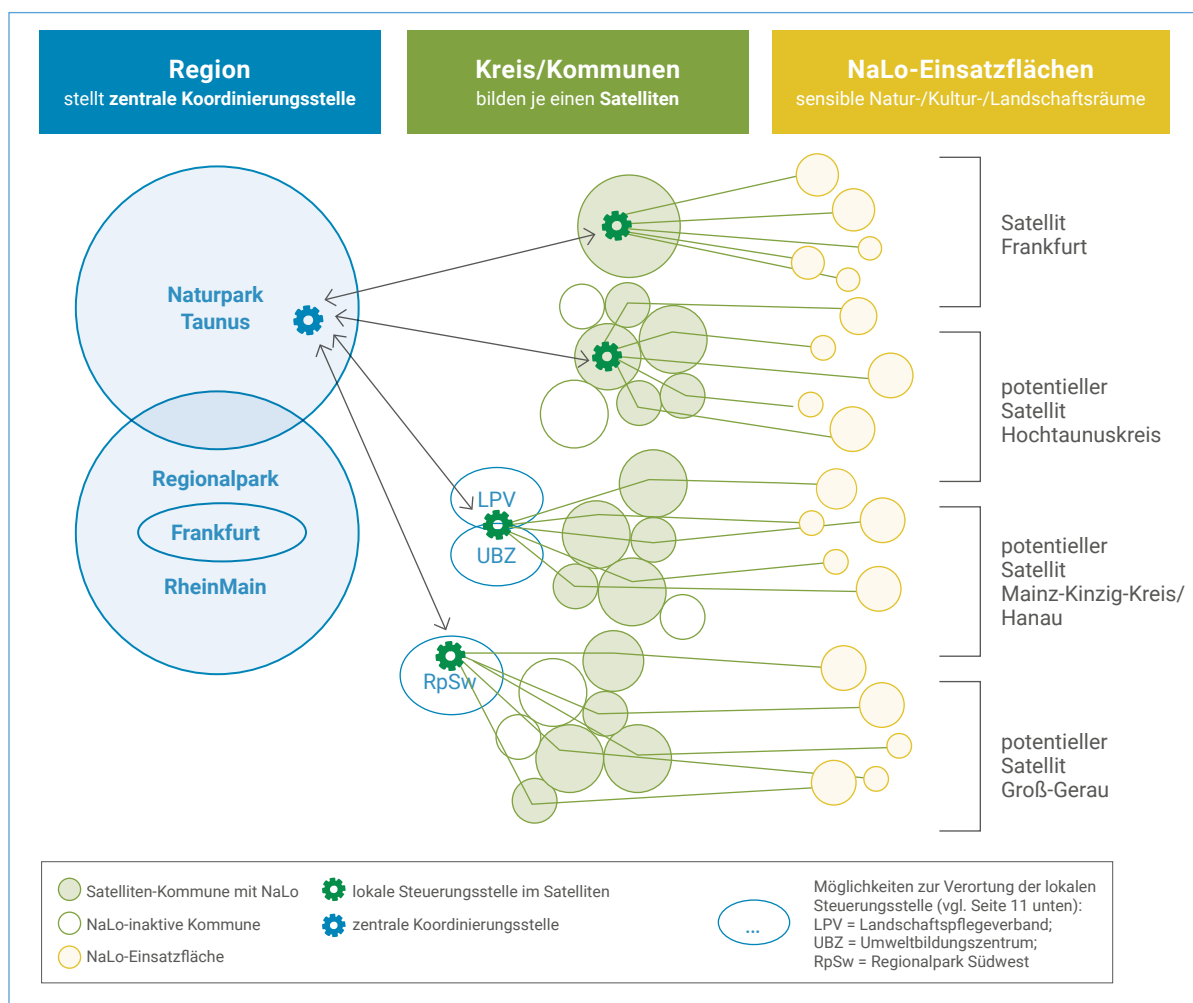 Region
stellt zentrale Koordinierungsstelle
Kreis/Kommunen
bilden je einen Satelliten
NaLo-Einsatzflächen
sensible Natur-/Kultur-/Landschaftsräume
Naturpark
Taunus
Regionalpark
Frankfurt
RheinMain
LPV
UBZ
RpSw
Satellit
Frankfurt
potentieller
Satellit
Hochtaunuskreis
potentieller
Satellit
Mainz-Kinzig-Kreis/
Hanau
potentieller
Satellit
Groß-Gerau
Satelliten-Kommune mit NaLo
NaLo-inaktive Kommune
NaLo-Einsatzfläche
lokale Steuerungsstelle im Satelliten
zentrale Koordinierungsstelle
...
Möglichkeiten zur Verortung der lokalen
Steuerungsstelle (vgl. Seite 11 unten):
LPV = Landschaftspflegeverband;
UBZ = Umweltbildungszentrum;
RpSw = Regionalpark Südwest